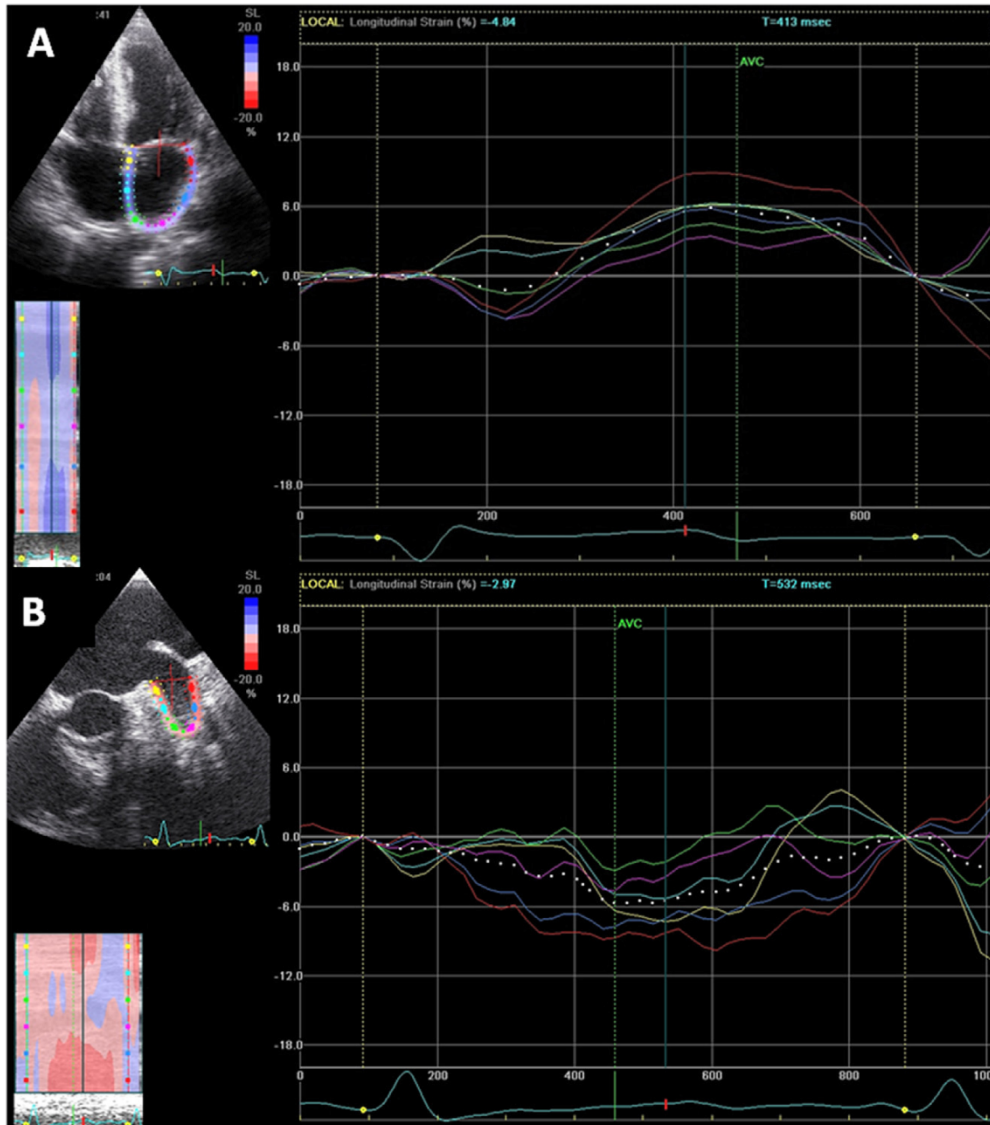 A
:41
SL
20.0
-20.0
%
LOCAL: Longitudinal Strain (%) =-4.84 T=413 msec
AVC
18.0
12.0
6.0
0.0
-6.0
-12.0
-18.0
0 200 400 600
B
:04
SL
20.0
-20.0
%
LOCAL: Longitudinal Strain (%) =-2.97 T=532 msec
AVC
18.0
12.0
6.0
0.0
-6.0
-12.0
-18.0
0 200 400 600 800 100